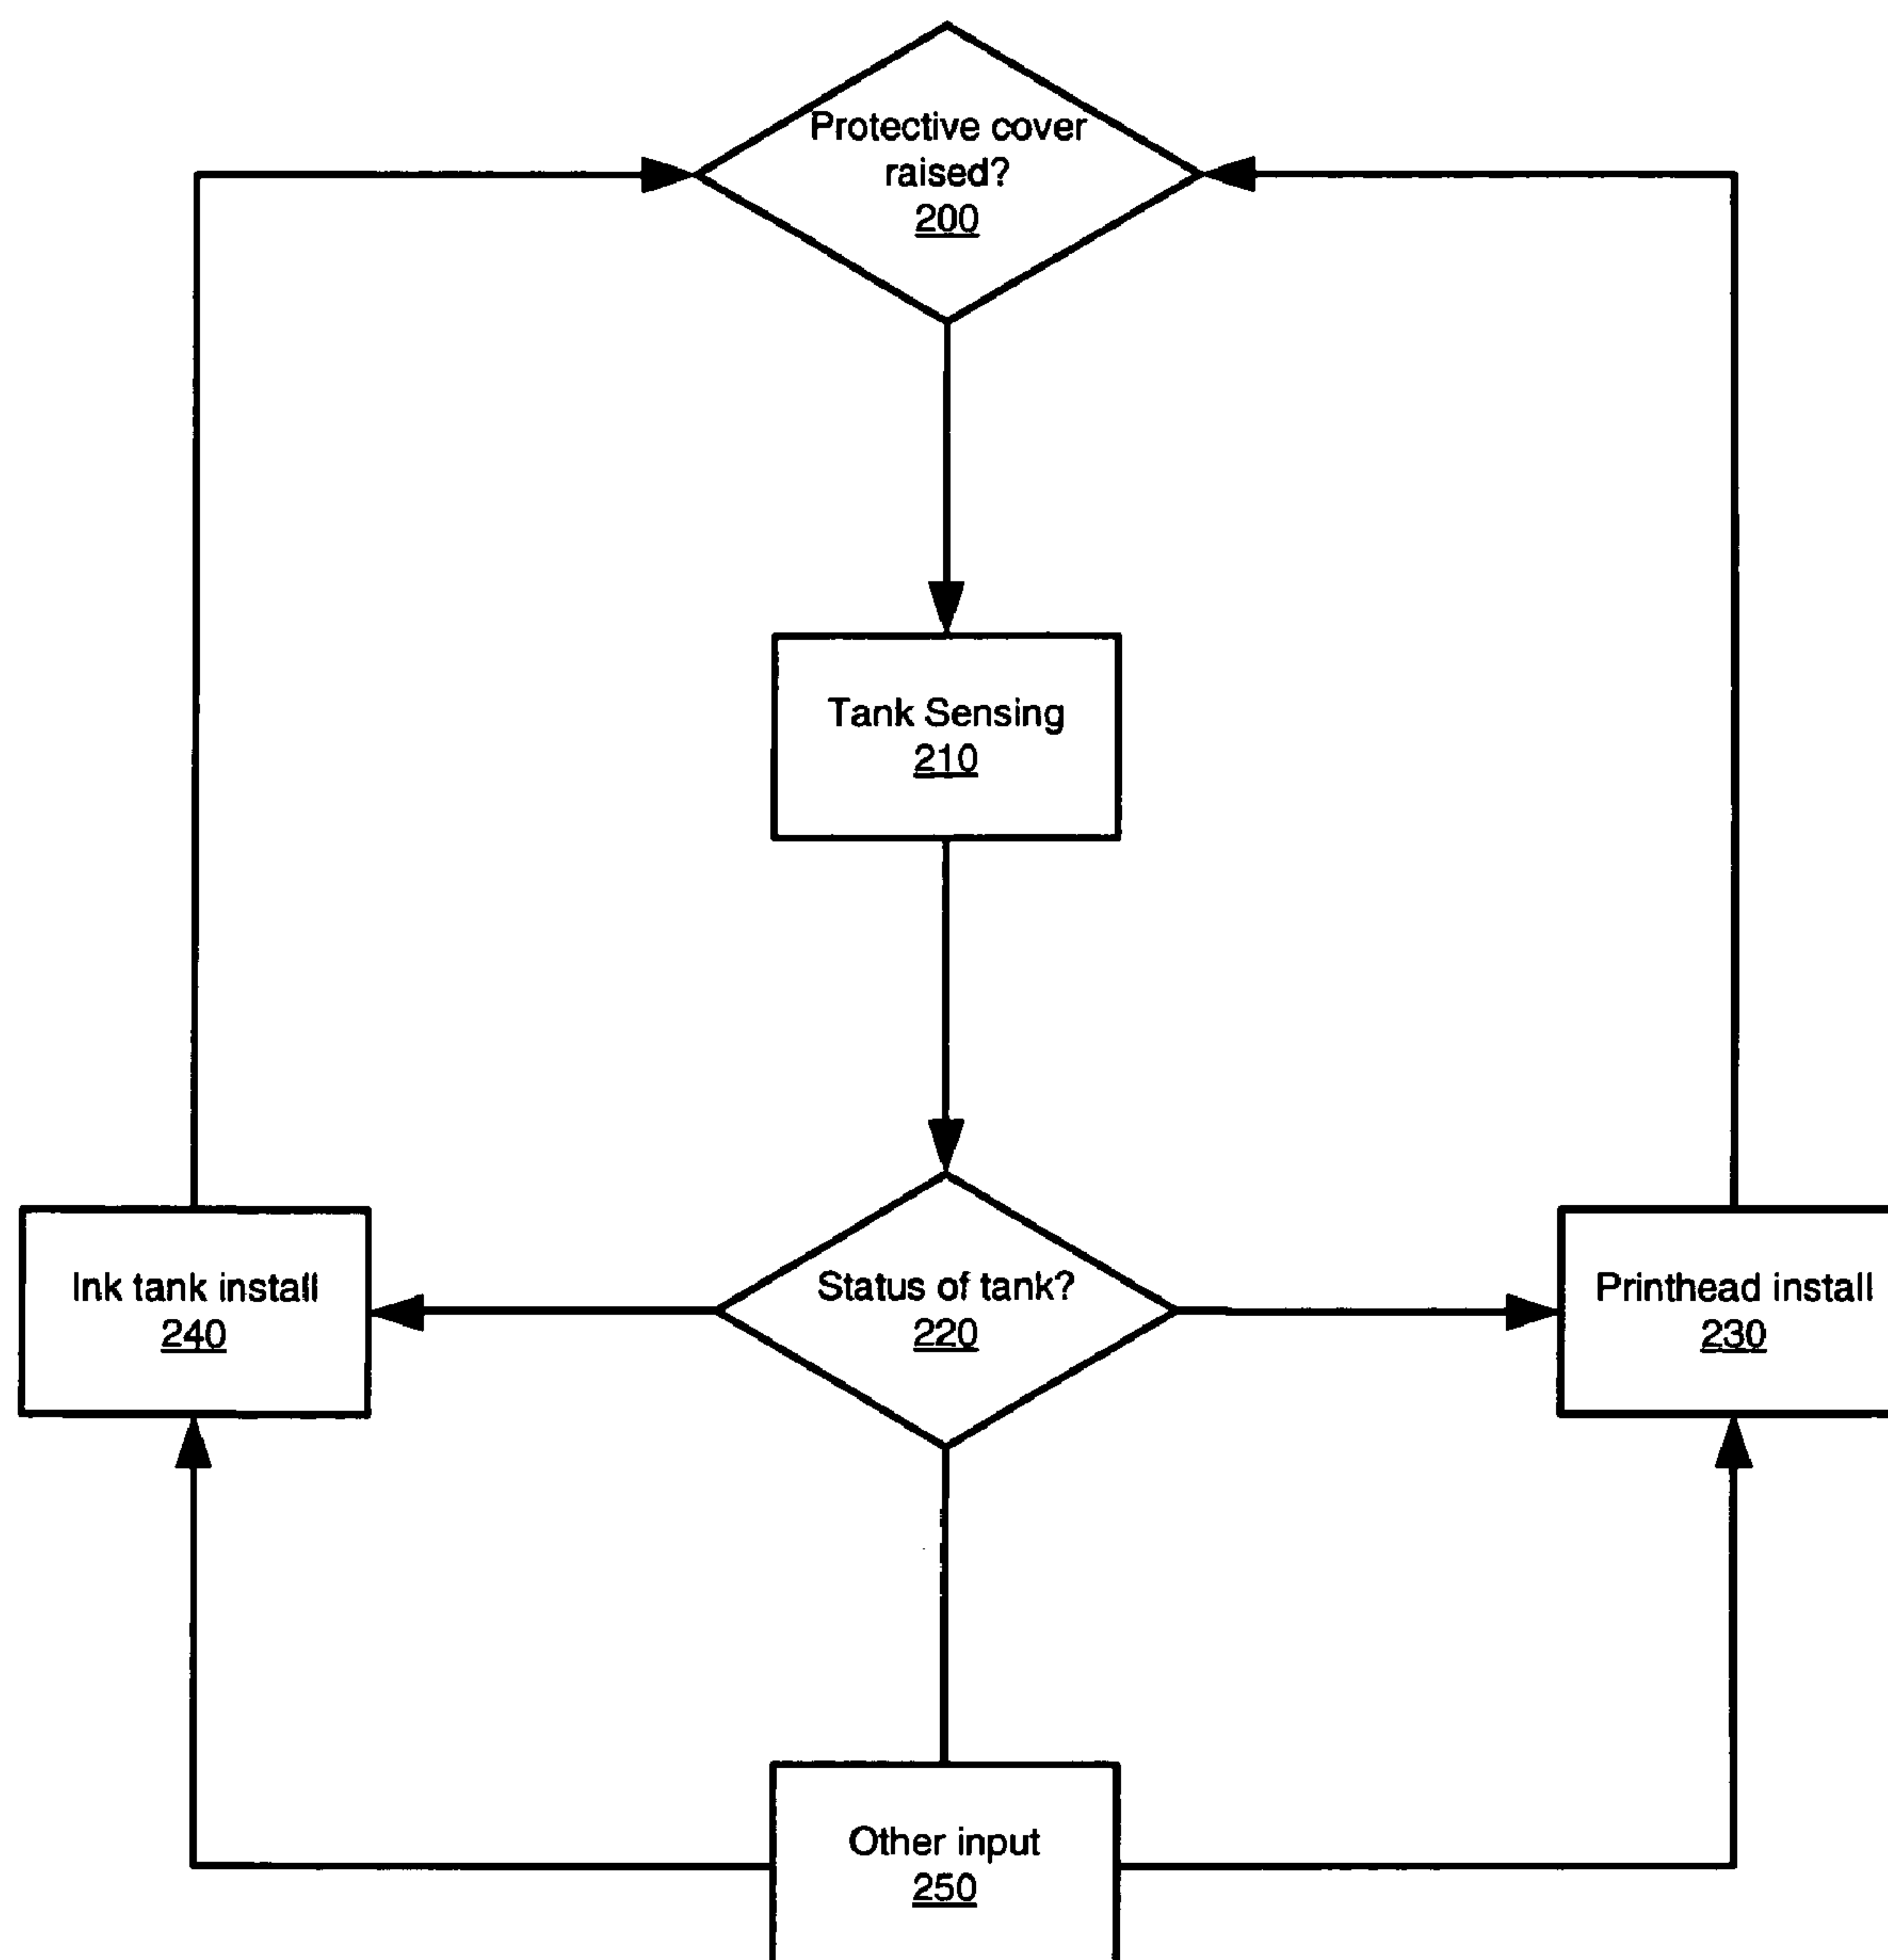 Protective cover
raised?
200
Tank Sensing
210
Ink tank install
240
Status of tank?
220
Printhead install
230
Other input
250